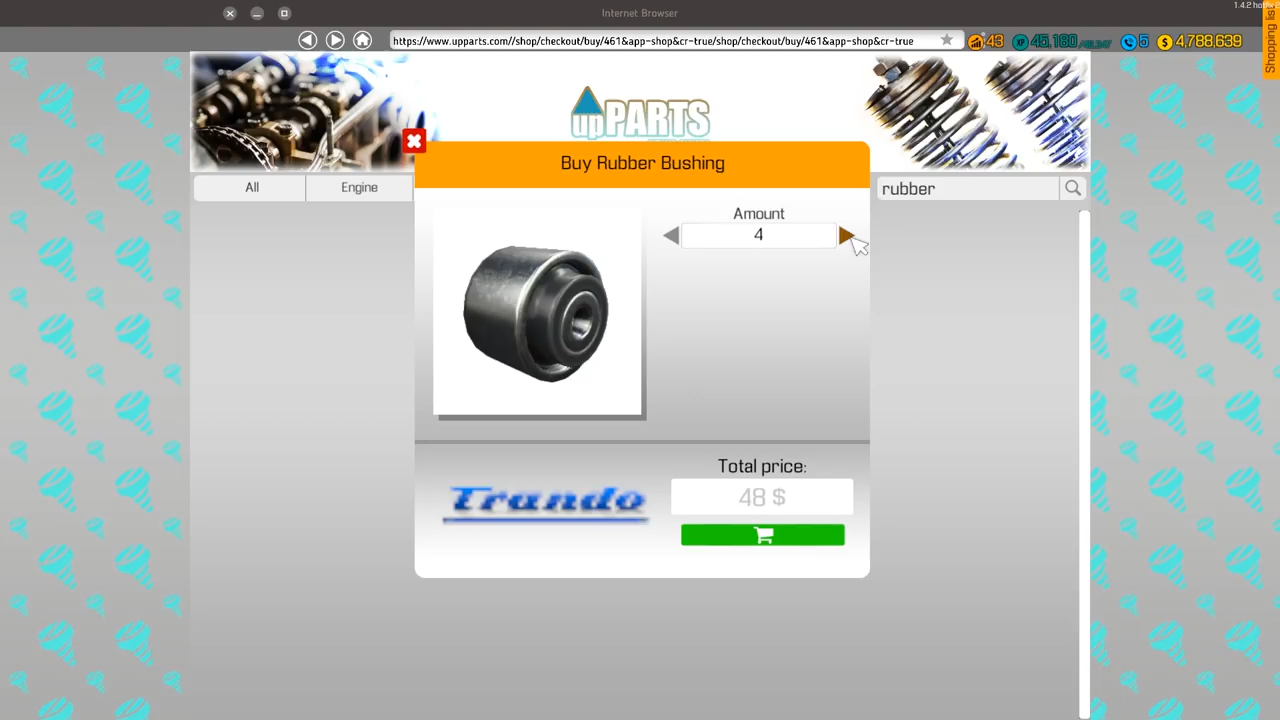 1.4.2 hotfix
Internet Browser
https://www.upparts.com//shop/checkout/buy/461&app-shop&cr-true/shop/checkout/buy/461&app-shop&cr-true
43
XP 45,180
5
$ 4,788,639
Shopping list
upPARTS
Buy Rubber Bushing
All
Engine
rubber
Amount
4
Total price:
48 $
Trando